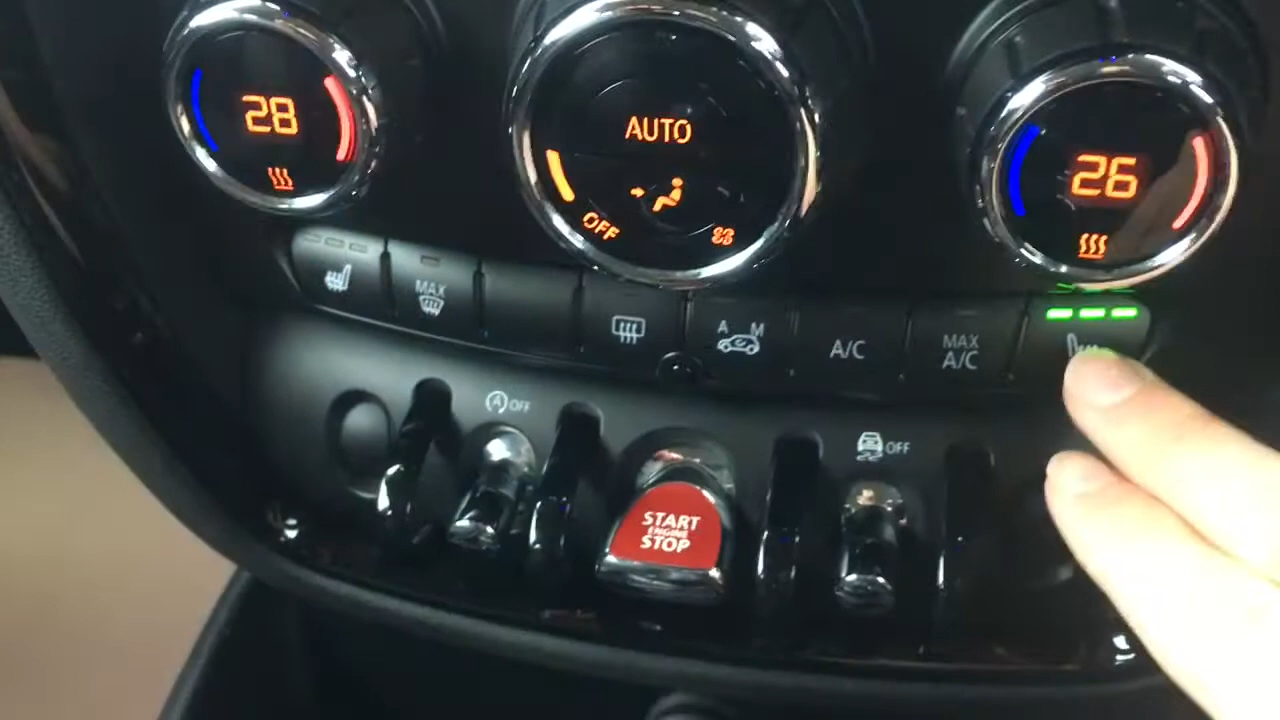 28
AUTO
OFF
26
MAX
A M
A/C
MAX
A/C
A OFF
OFF
START
ENGINE
STOP